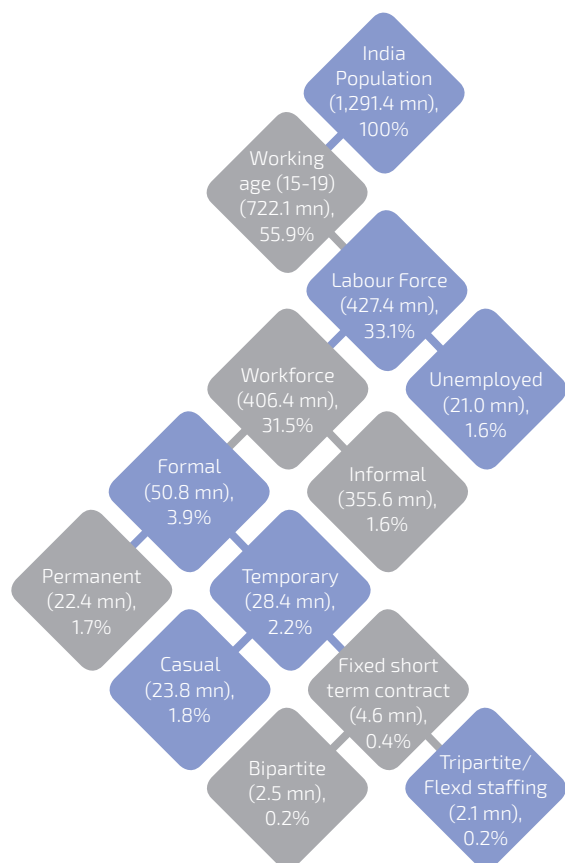 India
Population
(1,291.4 mn),
100%
Working
age (15-19)
(722.1 mn),
55.9%
Labour Force
(427.4 mn),
33.1%
Workforce
(406.4 mn),
31.5%
Unemployed
(21.0 mn),
1.6%
Formal
(50.8 mn),
3.9%
Informal
(355.6 mn),
1.6%
Permanent
(22.4 mn),
1.7%
Temporary
(28.4 mn),
2.2%
Casual
(23.8 mn),
1.8%
Fixed short
term contract
(4.6 mn),
0.4%
Bipartite
(2.5 mn),
0.2%
Tripartite/
Flexd staffing
(2.1 mn),
0.2%